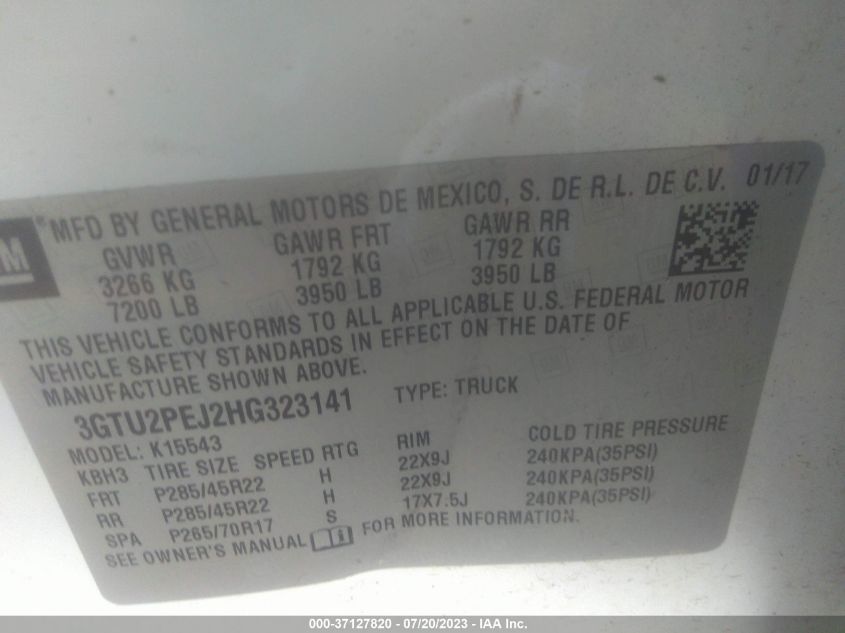 GM
*MFD BY GENERAL MOTORS DE MEXICO, S. DE R.L. DE C.V. 01/17
GVWR GAWR FRT GAWR RR
3266 KG 1792 KG 1792 KG
7200 LB 3950 LB 3950 LB
THIS VEHICLE CONFORMS TO ALL APPLICABLE U.S. FEDERAL MOTOR
VEHICLE SAFETY STANDARDS IN EFFECT ON THE DATE OF
MANUFACTURE SHOWN ABOVE.
3GTU2PEJ2HG323141 TYPE: TRUCK
MODEL: K15543
KBH3 TIRE SIZE SPEED RTG RIM COLD TIRE PRESSURE
FRT P285/45R22 H 22X9J 240KPA(35PSI)
RR P285/45R22 H 22X9J 240KPA(35PSI)
SPA P265/70R17 S 17X7.5J 240KPA(35PSI)
SEE OWNER'S MANUAL FOR MORE INFORMATION.
000-37127820 - 07/20/2023 - IAA Inc.